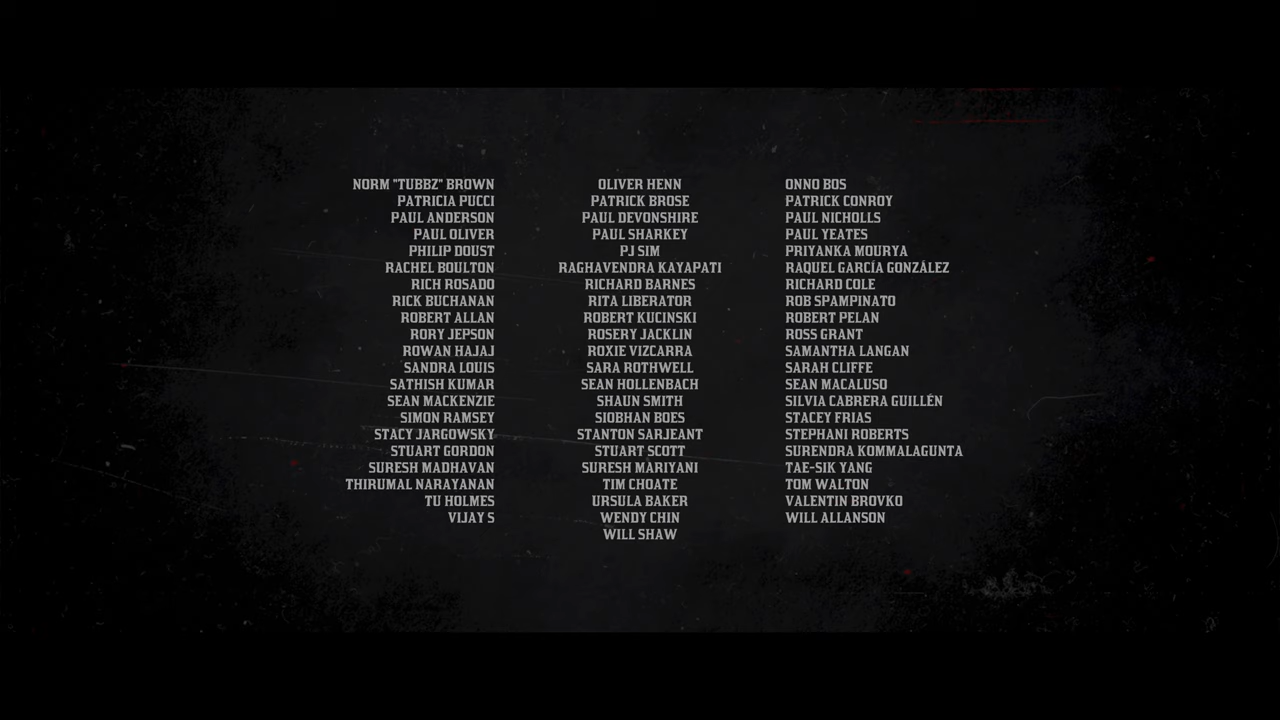 NORM "TUBBZ" BROWN OLIVER HENN ONNO BOS
PATRICIA PUCCI PATRICK BROSE PATRICK CONROY
PAUL ANDERSON PAUL DEVONSHIRE PAUL NICHOLLS
PAUL OLIVER PAUL SHARKEY PAUL YEATES
PHILIP DOUST PJ SIM PRIYANKA MOURYA
RACHEL BOULTON RAGHAVENDRA KAYAPATI RAQUEL GARCÍA GONZÁLEZ
RICH ROSADO RICHARD BARNES RICHARD COLE
RICK BUCHANAN RITA LIBERATOR ROB SPAMPINATO
ROBERT ALLAN ROBERT KUCINSKI ROBERT PELAN
RORY JEPSON ROSERY JACKLIN ROSS GRANT
ROWAN HAJAJ ROXIE VIZCARRA SAMANTHA LANGAN
SANDRA LOUIS SARA ROTHWELL SARAH CLIFFE
SATHISH KUMAR SEAN HOLLENBACH SEAN MACALUSO
SEAN MACKENZIE SHAUN SMITH SILVIA CABRERA GUILLÉN
SIMON RAMSEY SIOBHAN BOES STACEY FRIAS
STACY JARGOWSKY STANTON SARJEANT STEPHANI ROBERTS
STUART GORDON STUART SCOTT SURENDRA KOMMALAGUNTA
SURESH MADHAVAN SURESH MARIYANI TAE-SIK YANG
THIRUMAL NARAYANAN TIM CHOATE TOM WALTON
TU HOLMES URSULA BAKER VALENTIN BROVKO
VIJAY S WENDY CHIN WILL ALLANSON
WILL SHAW